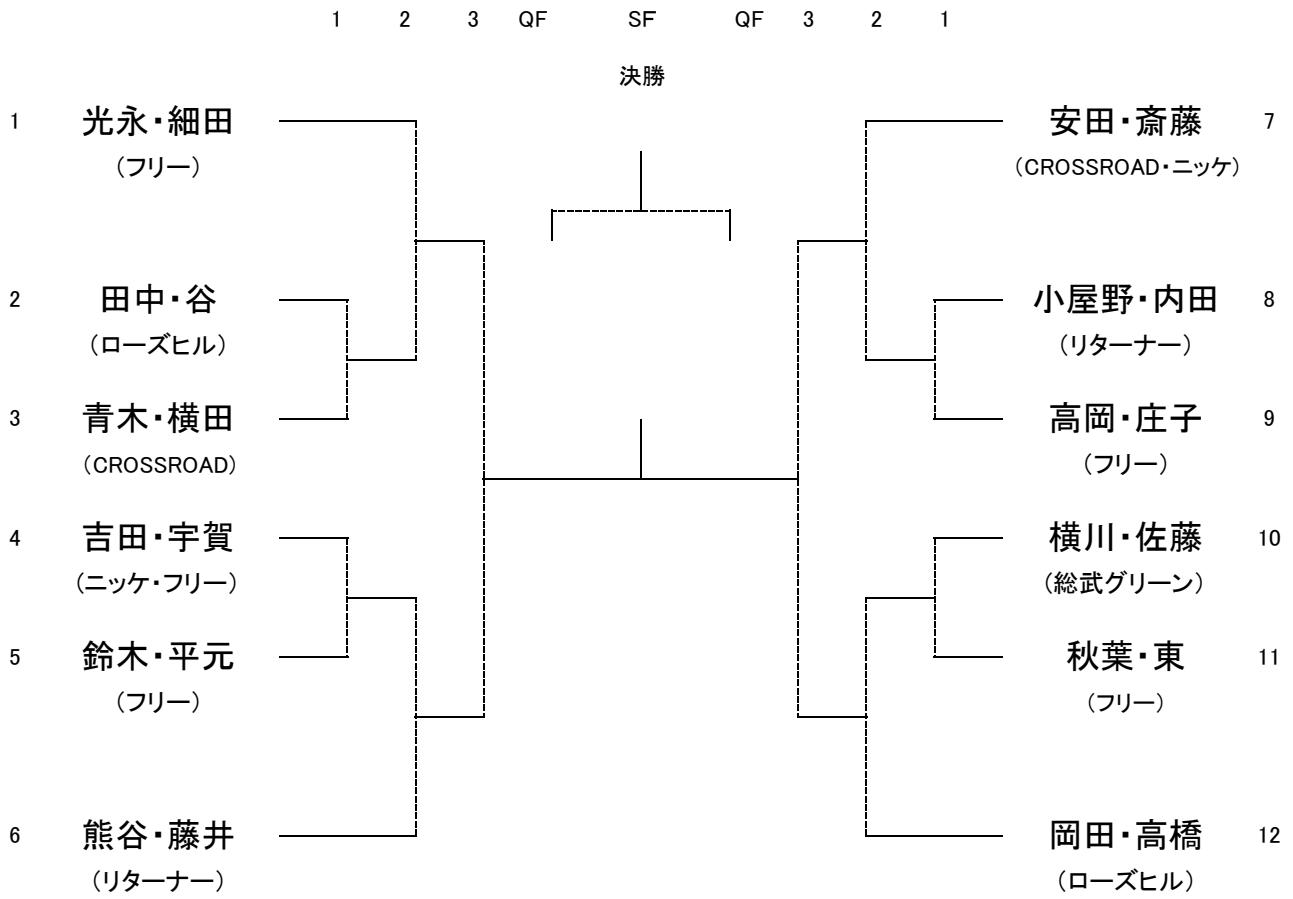 1 2 3 QF SF QF 3 2 1
決勝
1 光永・細田 安田・斎藤 7
（フリー） （CROSSROAD・ニッケ）
2 田中・谷 小屋野・内田 8
（ローズヒル） （リターナー）
3 青木・横田 高岡・庄子 9
（CROSSROAD） （フリー）
4 吉田・宇賀 横川・佐藤 10
（ニッケ・フリー） （総武グリーン）
5 鈴木・平元 秋葉・東 11
（フリー） （フリー）
6 熊谷・藤井 岡田・高橋 12
（リターナー） （ローズヒル）